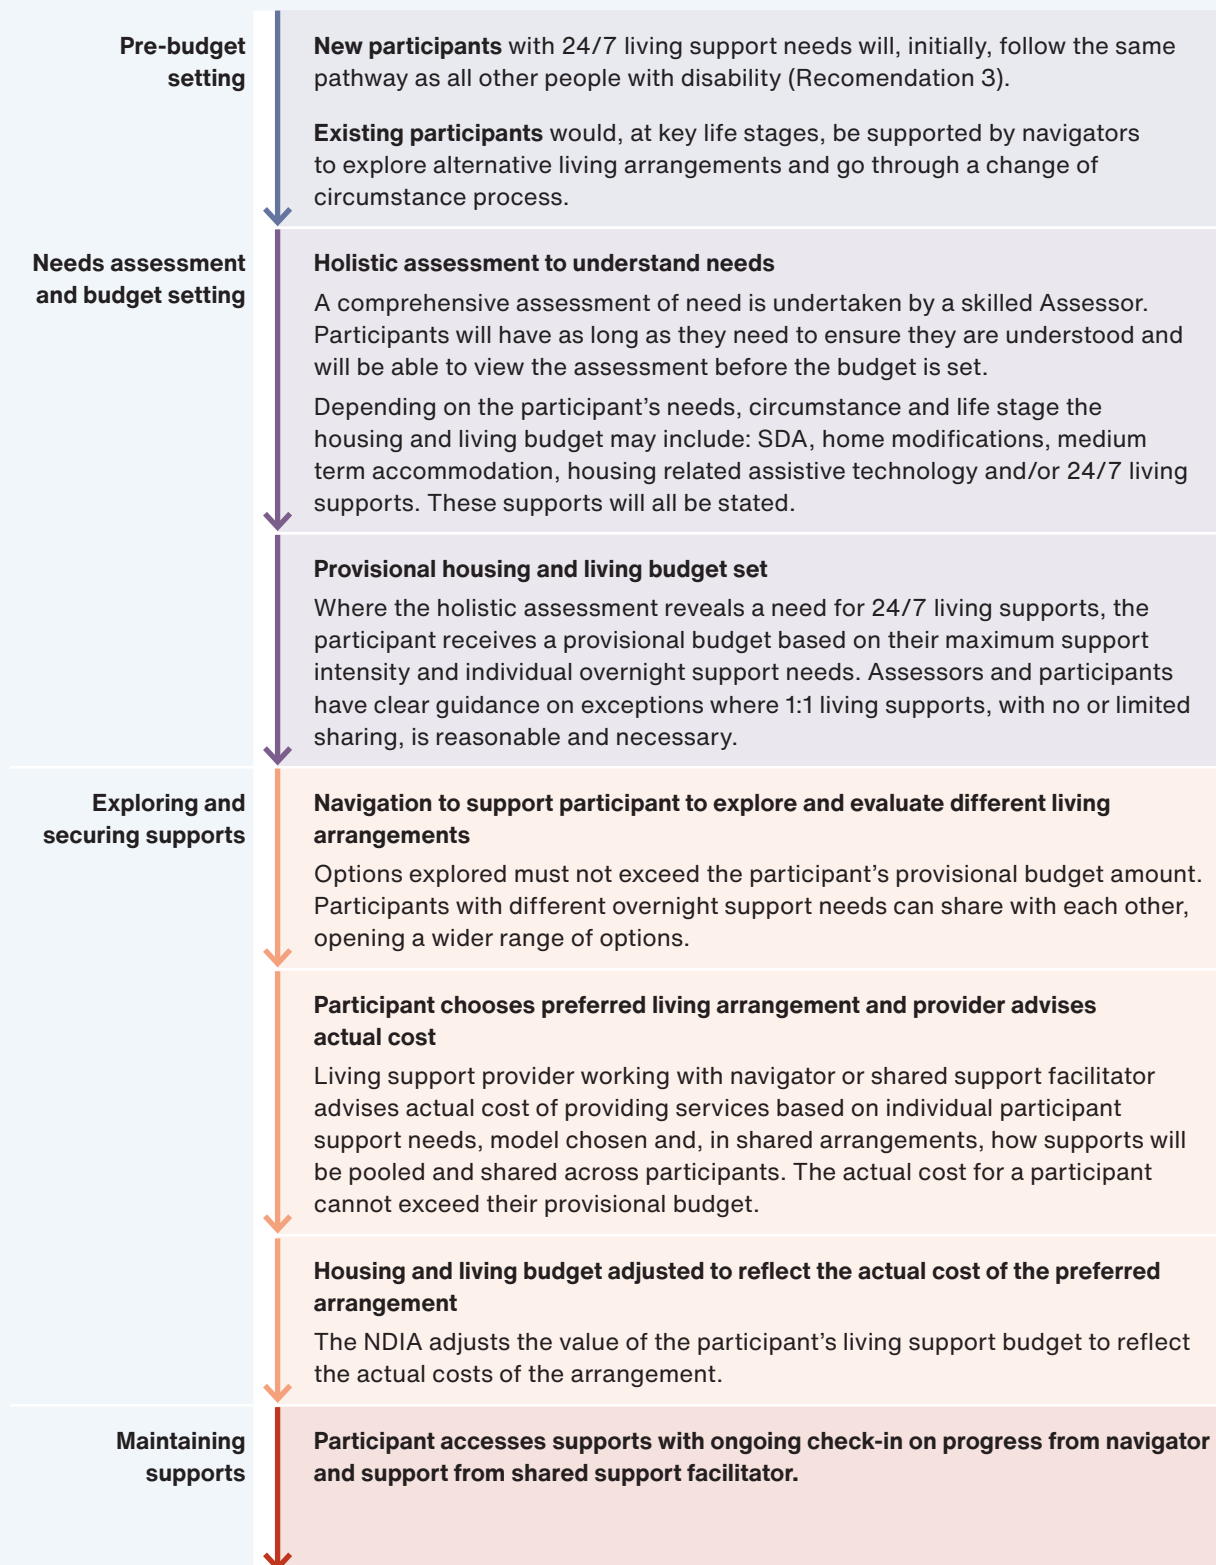 Pre-budget
setting
New participants with 24/7 living support needs will, initially, follow the same
pathway as all other people with disability (Recomendation 3).
Existing participants would, at key life stages, be supported by navigators
to explore alternative living arrangements and go through a change of
circumstance process.
Needs assessment
and budget setting
Holistic assessment to understand needs
A comprehensive assessment of need is undertaken by a skilled Assessor.
Participants will have as long as they need to ensure they are understood and
will be able to view the assessment before the budget is set.
Depending on the participant’s needs, circumstance and life stage the
housing and living budget may include: SDA, home modifications, medium
term accommodation, housing related assistive technology and/or 24/7 living
supports. These supports will all be stated.
Provisional housing and living budget set
Where the holistic assessment reveals a need for 24/7 living supports, the
participant receives a provisional budget based on their maximum support
intensity and individual overnight support needs. Assessors and participants
have clear guidance on exceptions where 1:1 living supports, with no or limited
sharing, is reasonable and necessary.
Exploring and
securing supports
Navigation to support participant to explore and evaluate different living
arrangements
Options explored must not exceed the participant’s provisional budget amount.
Participants with different overnight support needs can share with each other,
opening a wider range of options.
Participant chooses preferred living arrangement and provider advises
actual cost
Living support provider working with navigator or shared support facilitator
advises actual cost of providing services based on individual participant
support needs, model chosen and, in shared arrangements, how supports will
be pooled and shared across participants. The actual cost for a participant
cannot exceed their provisional budget.
Housing and living budget adjusted to reflect the actual cost of the preferred
arrangement
The NDIA adjusts the value of the participant’s living support budget to reflect
the actual costs of the arrangement.
Maintaining
supports
Participant accesses supports with ongoing check-in on progress from navigator
and support from shared support facilitator.